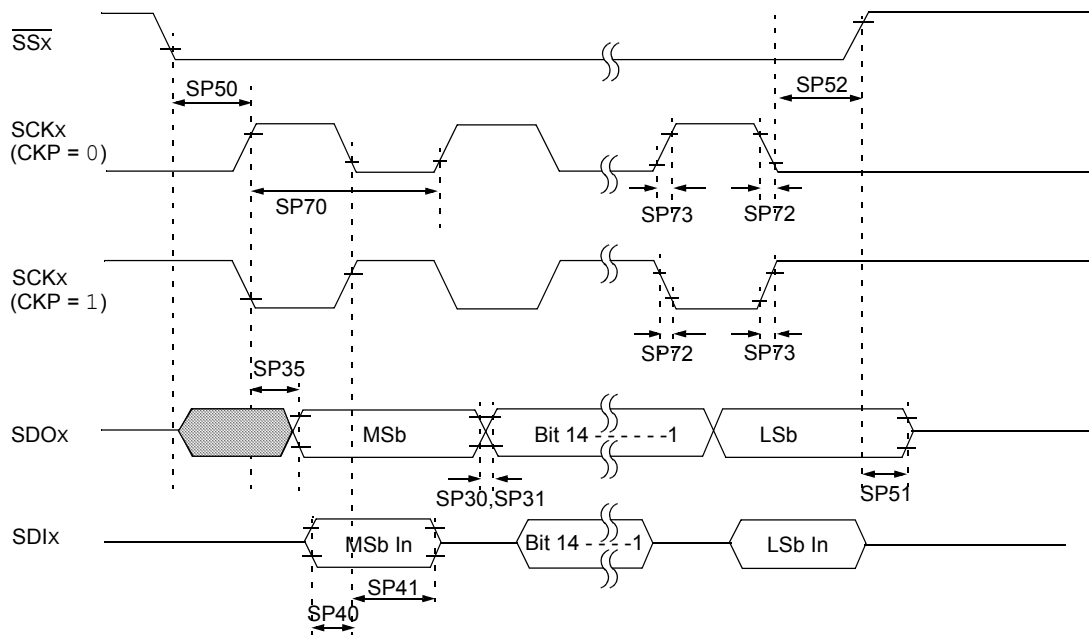 SSx
SP50
SP52
SCKx
(CKP = 0)
SP70
SP73
SP72
SCKx
(CKP = 1)
SP72
SP73
SP35
SDOx
MSb
Bit 14 - - - - - -1
LSb
SP30,SP31
SP51
SDIx
MSb In
Bit 14 - - - -1
LSb In
SP41
SP40